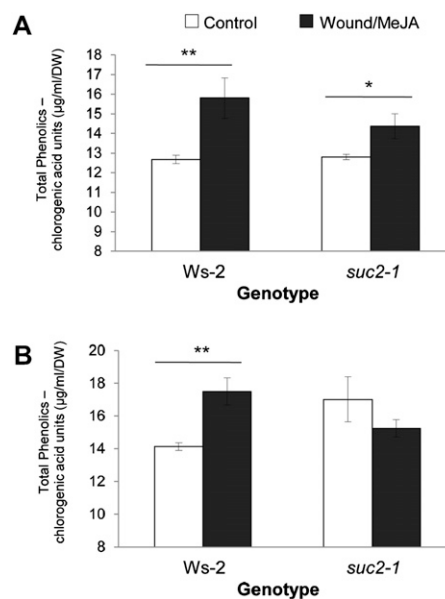 A
Control
Wound/MeJA
Total Phenolics –
chlorogenic acid units (µg/ml/DW)
18
17
16
15
14
13
12
11
10
9
8
**
*
Ws-2
suc2-1
Genotype
B
Total Phenolics –
chlorogenic acid units (µg/ml/DW)
20
18
16
14
12
10
8
**
Ws-2
suc2-1
Genotype